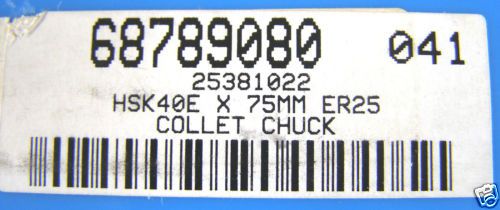 68789080 041
25381022
HSK40E X 75MM ER25
COLLET CHUCK